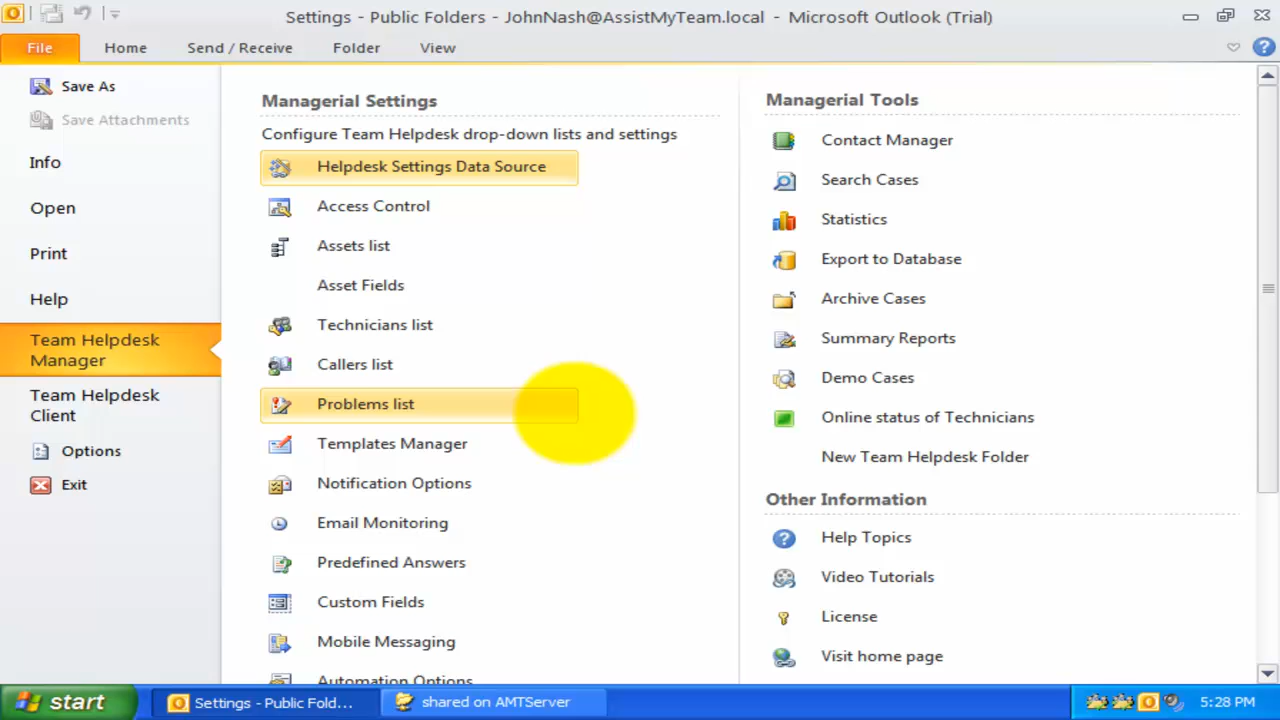 Settings - Public Folders - JohnNash@AssistMyTeam.local - Microsoft Outlook (Trial)
File
Home
Send / Receive
Folder
View
Save As
Save Attachments
Info
Open
Print
Help
Team Helpdesk
Manager
Team Helpdesk
Client
Options
Exit
Managerial Settings
Configure Team Helpdesk drop-down lists and settings
Helpdesk Settings Data Source
Access Control
Assets list
Asset Fields
Technicians list
Callers list
Problems list
Templates Manager
Notification Options
Email Monitoring
Predefined Answers
Custom Fields
Mobile Messaging
Automation Options
Managerial Tools
Contact Manager
Search Cases
Statistics
Export to Database
Archive Cases
Summary Reports
Demo Cases
Online status of Technicians
New Team Helpdesk Folder
Other Information
Help Topics
Video Tutorials
License
Visit home page
start
Settings - Public Fold...
shared on AMTServer
5:28 PM